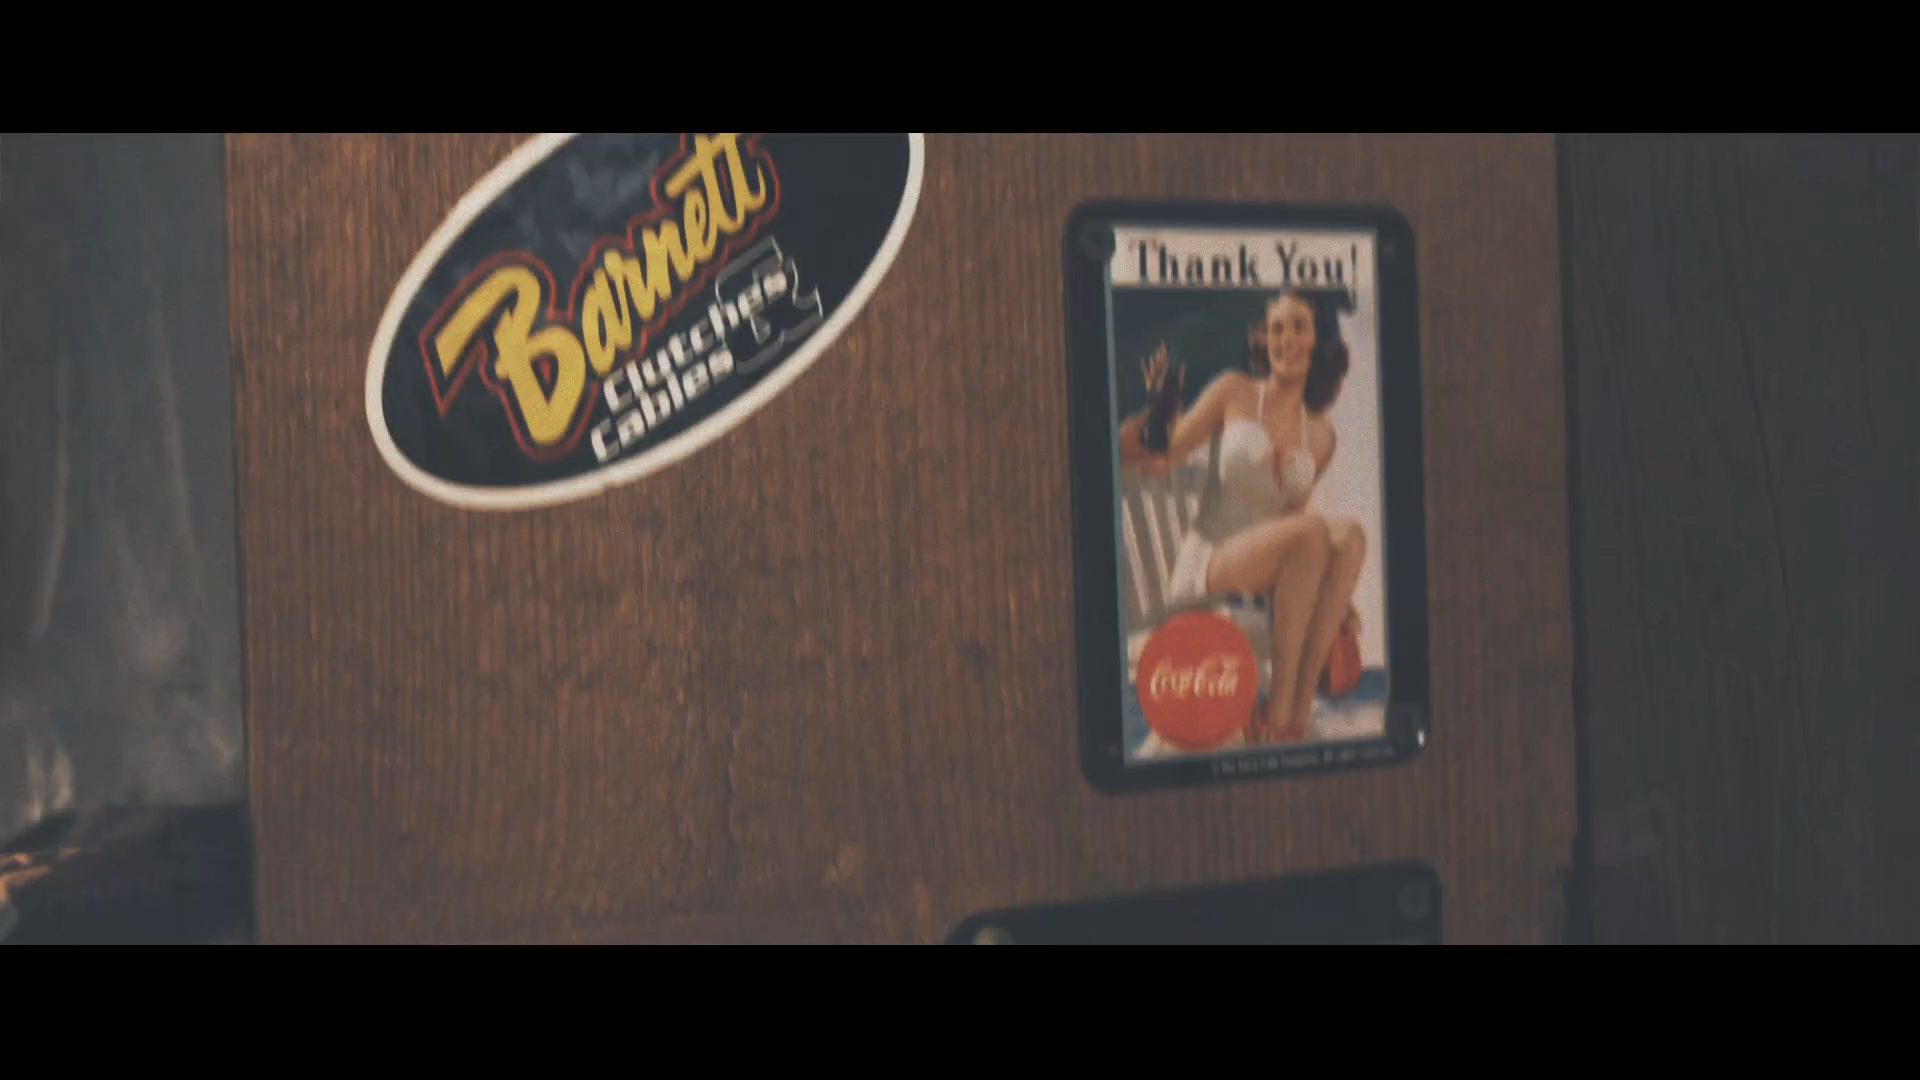 Barnett
Clutches &
Cables
Thank You!
Coca-Cola